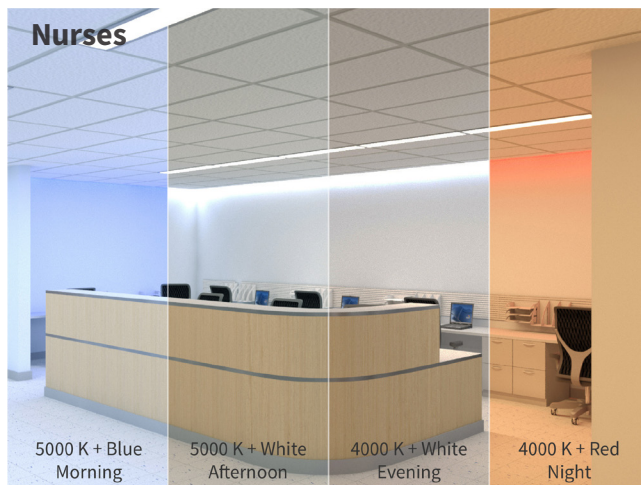 Nurses
5000 K + Blue
Morning
5000 K + White
Afternoon
4000 K + White
Evening
4000 K + Red
Night